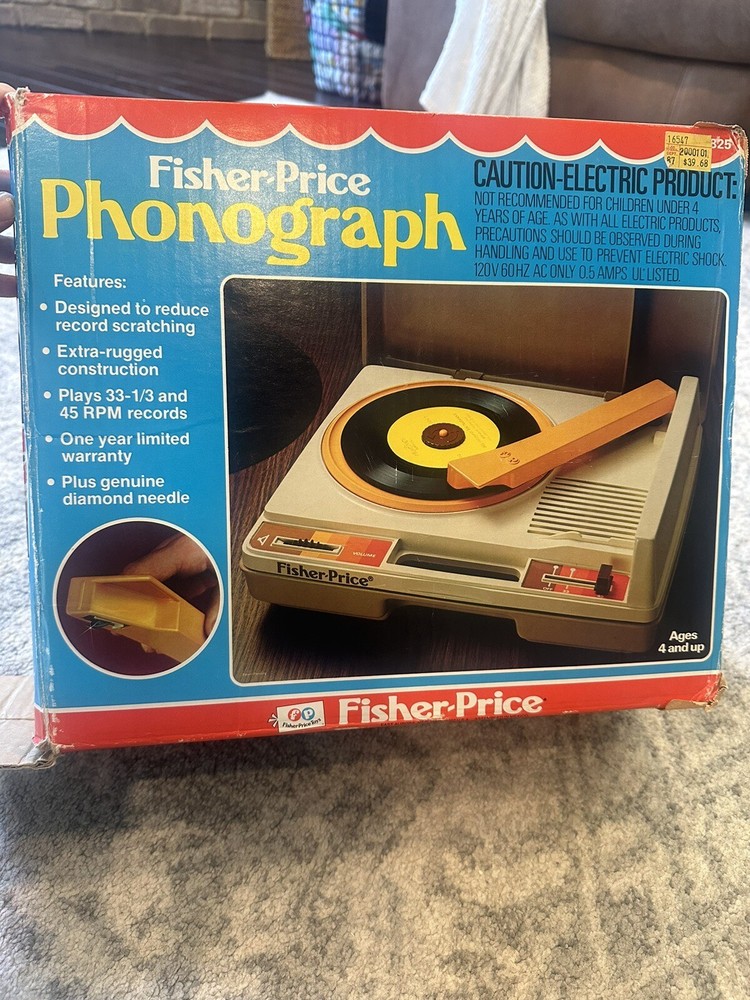 16547
2000101
87 $39.68
825
Fisher-Price
Phonograph
CAUTION-ELECTRIC PRODUCT:
NOT RECOMMENDED FOR CHILDREN UNDER 4
YEARS OF AGE. AS WITH ALL ELECTRIC PRODUCTS,
PRECAUTIONS SHOULD BE OBSERVED DURING
HANDLING AND USE TO PREVENT ELECTRIC SHOCK.
120V 60HZ AC ONLY 0.5 AMPS UL LISTED.
Features:
• Designed to reduce
record scratching
• Extra-rugged
construction
• Plays 33-1/3 and
45 RPM records
• One year limited
warranty
• Plus genuine
diamond needle
VOLUME
Fisher-Price®
Ages
4 and up
fp
Fisher-Price Toys
Fisher-Price